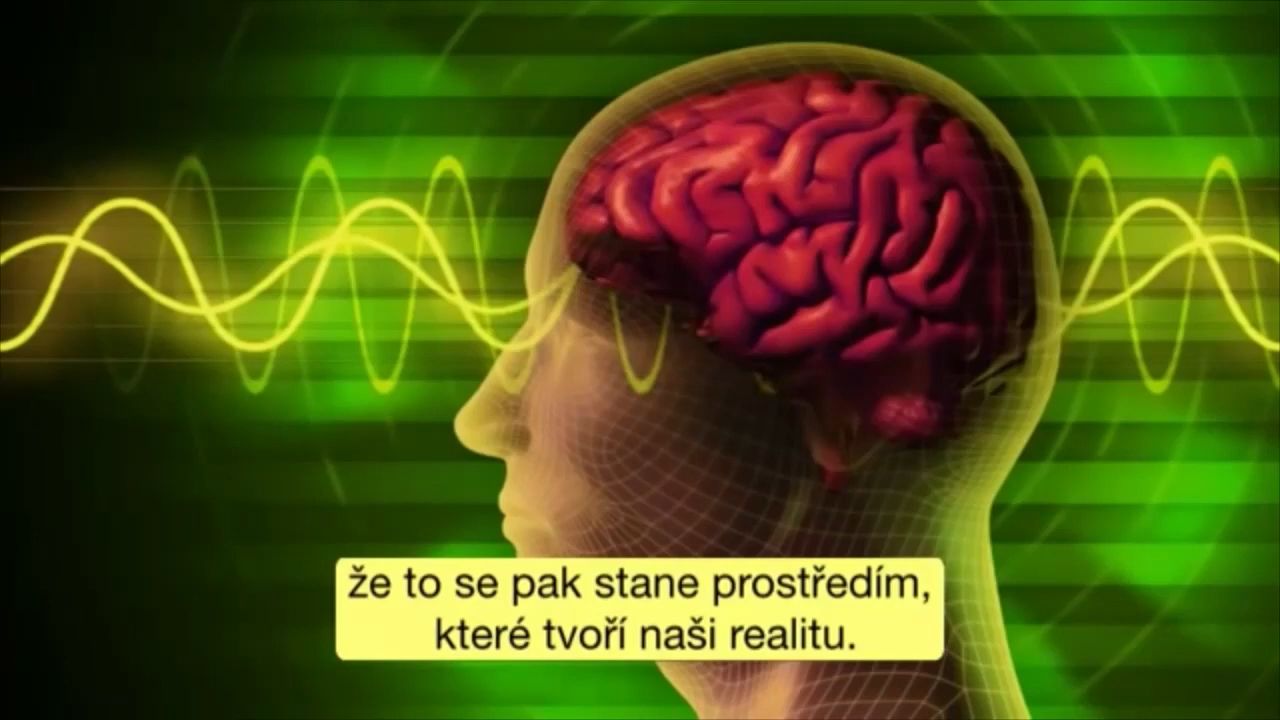 že to se pak stane prostředím,
které tvoří naši realitu.